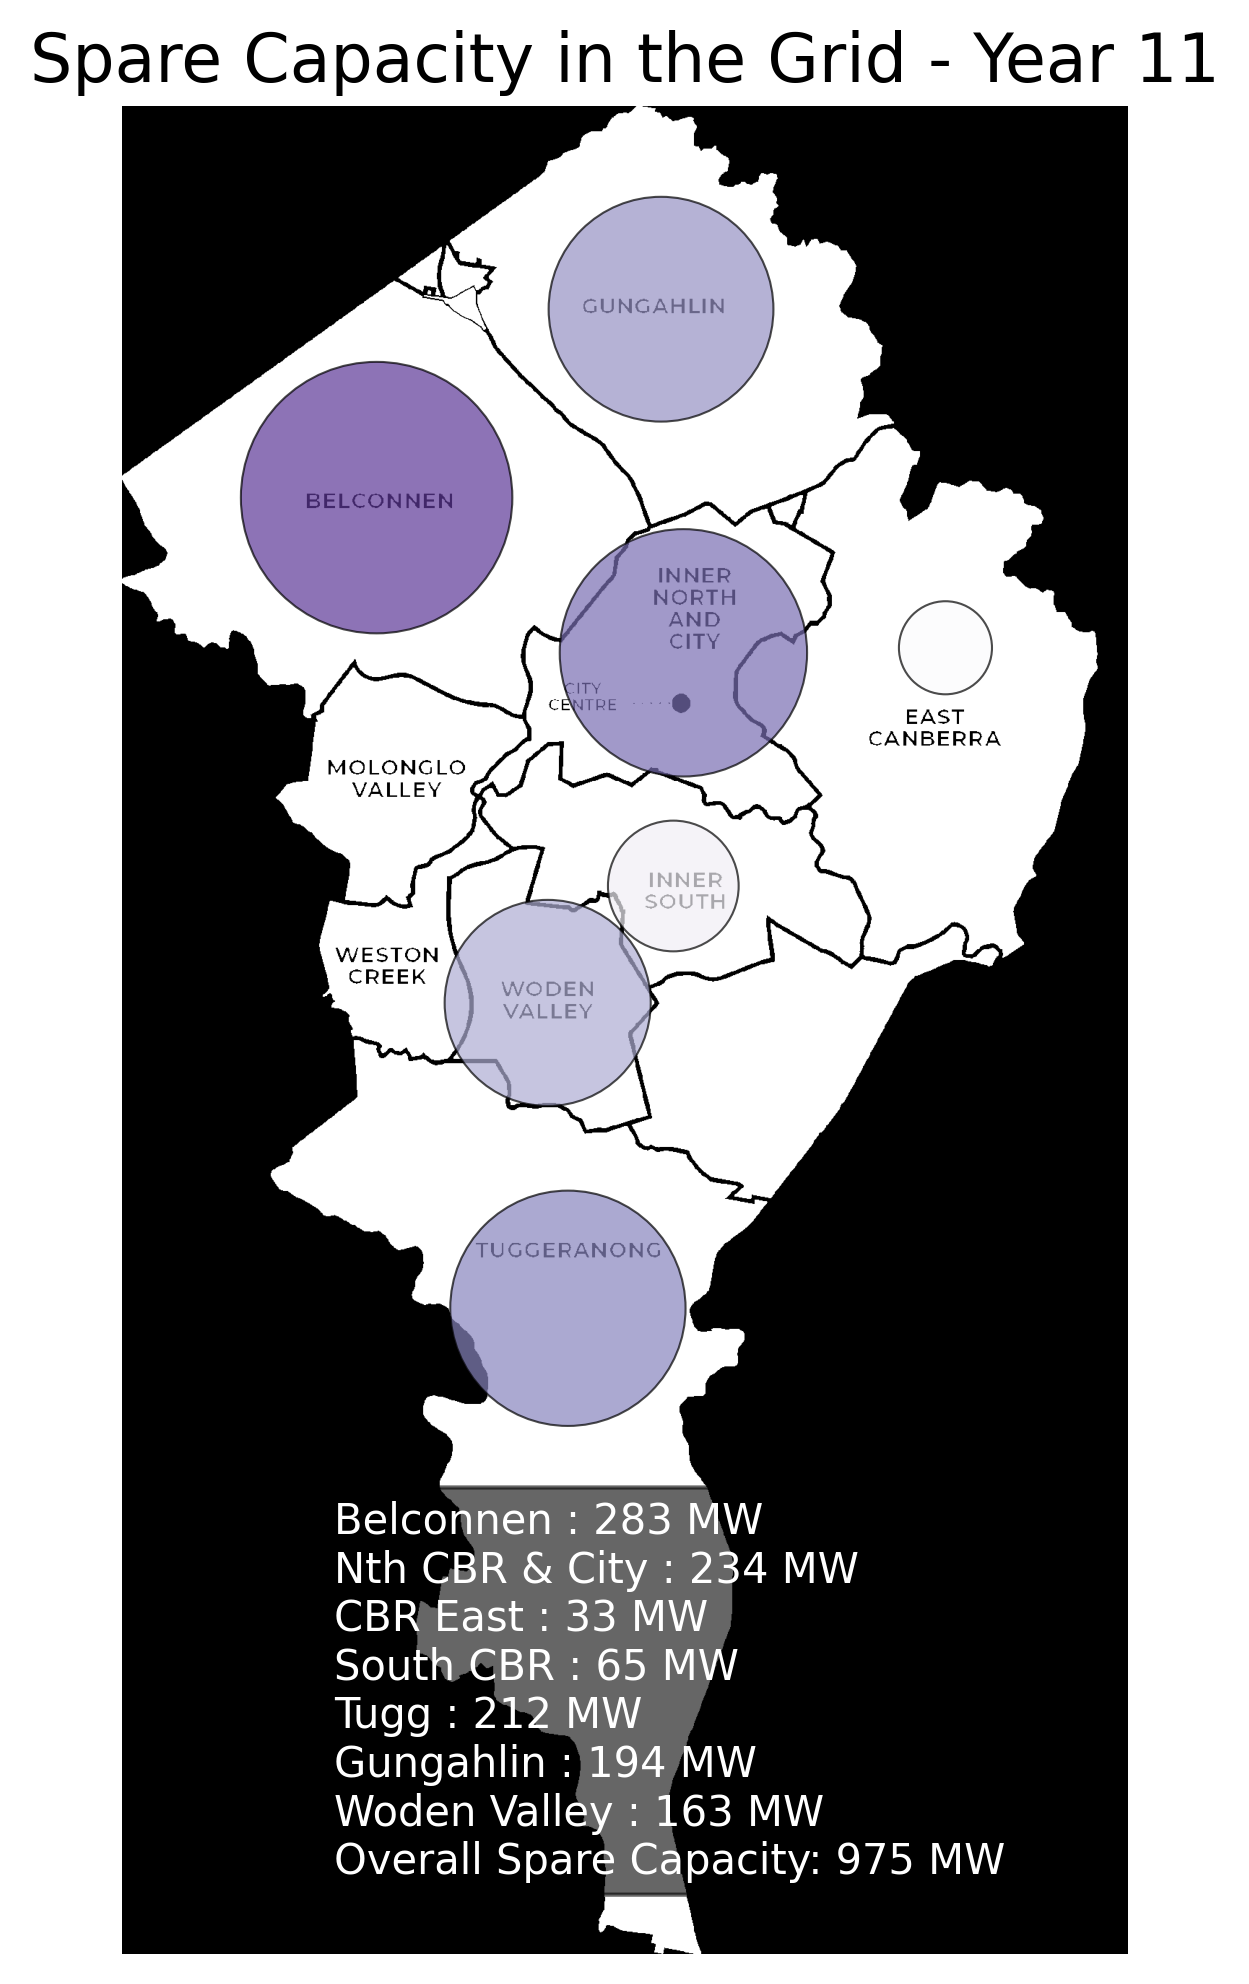 Spare Capacity in the Grid - Year 11
GUNGAHLIN
BELCONNEN
INNER
NORTH
AND
CITY
CITY
CENTRE
EAST
CANBERRA
MOLONGLO
VALLEY
INNER
SOUTH
WESTON
CREEK
WODEN
VALLEY
TUGGERANONG
Belconnen : 283 MW
Nth CBR & City : 234 MW
CBR East : 33 MW
South CBR : 65 MW
Tugg : 212 MW
Gungahlin : 194 MW
Woden Valley : 163 MW
Overall Spare Capacity: 975 MW